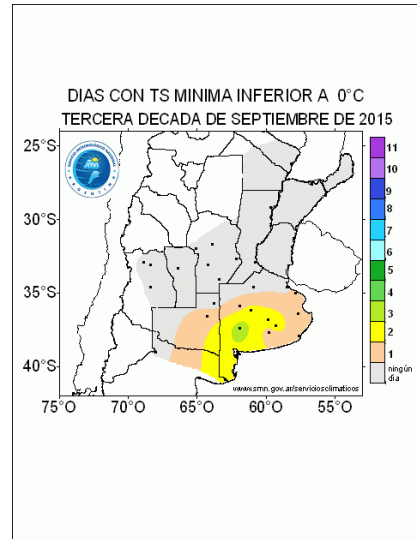 DIAS CON TS MINIMA INFERIOR A 0°C
TERCERA DECADA DE SEPTIEMBRE DE 2015
25°S
30°S
35°S
40°S
75°O
70°O
65°O
60°O
55°O
11
10
9
8
7
6
5
4
3
2
1
ningún
día
www.smn.gov.ar/serviciosclimaticos